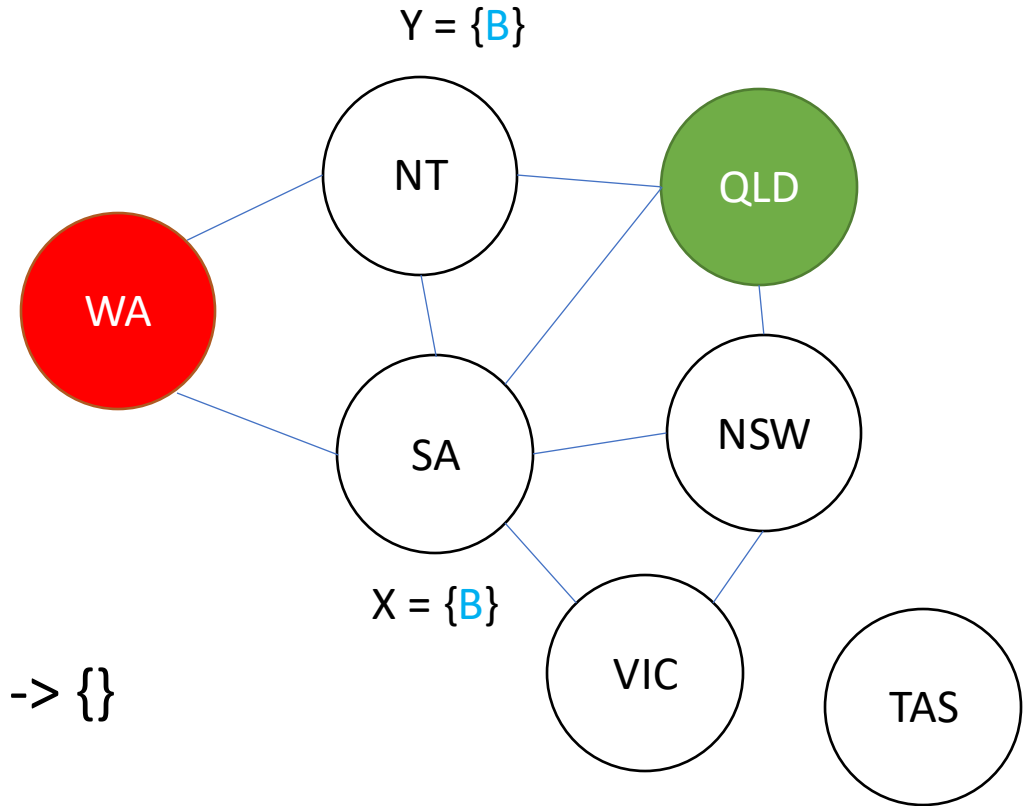 Y = {B}
NT
QLD
WA
SA
NSW
X = {B}
VIC
-> {}
TAS